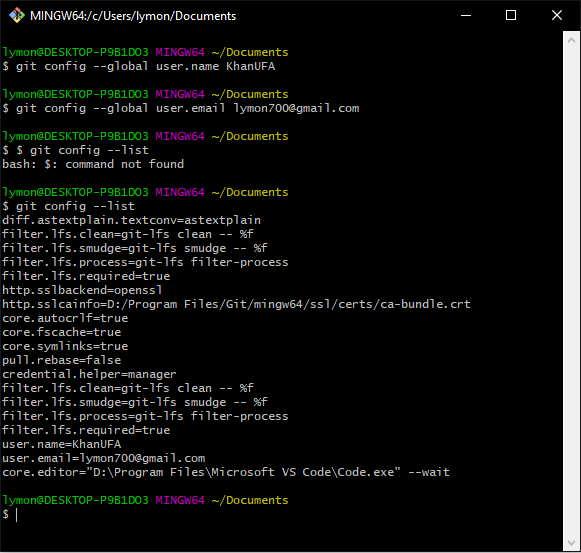 MINGW64:/c/Users/lymon/Documents
lymon@DESKTOP-P9B1DO3 MINGW64 ~/Documents
$ git config --global user.name KhanUFA
lymon@DESKTOP-P9B1DO3 MINGW64 ~/Documents
$ git config --global user.email lymon700@gmail.com
lymon@DESKTOP-P9B1DO3 MINGW64 ~/Documents
$ $ git config --list
bash: $: command not found
lymon@DESKTOP-P9B1DO3 MINGW64 ~/Documents
$ git config --list
diff.astextplain.textconv=astextplain
filter.lfs.clean=git-lfs clean -- %f
filter.lfs.smudge=git-lfs smudge -- %f
filter.lfs.process=git-lfs filter-process
filter.lfs.required=true
http.sslbackend=openssl
http.sslcainfo=D:/Program Files/Git/mingw64/ssl/certs/ca-bundle.crt
core.autocrlf=true
core.fscache=true
core.symlinks=true
pull.rebase=false
credential.helper=manager
filter.lfs.clean=git-lfs clean -- %f
filter.lfs.smudge=git-lfs smudge -- %f
filter.lfs.process=git-lfs filter-process
filter.lfs.required=true
user.name=KhanUFA
user.email=lymon700@gmail.com
core.editor="D:\Program Files\Microsoft VS Code\Code.exe" --wait
lymon@DESKTOP-P9B1DO3 MINGW64 ~/Documents
$